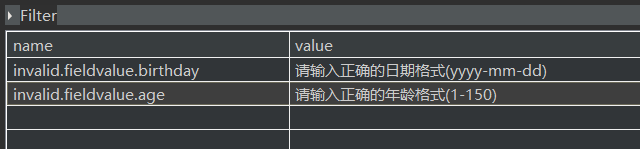 Filter
name value
invalid.fieldvalue.birthday 请输入正确的日期格式(yyyy-mm-dd)
invalid.fieldvalue.age 请输入正确的年龄格式(1-150)